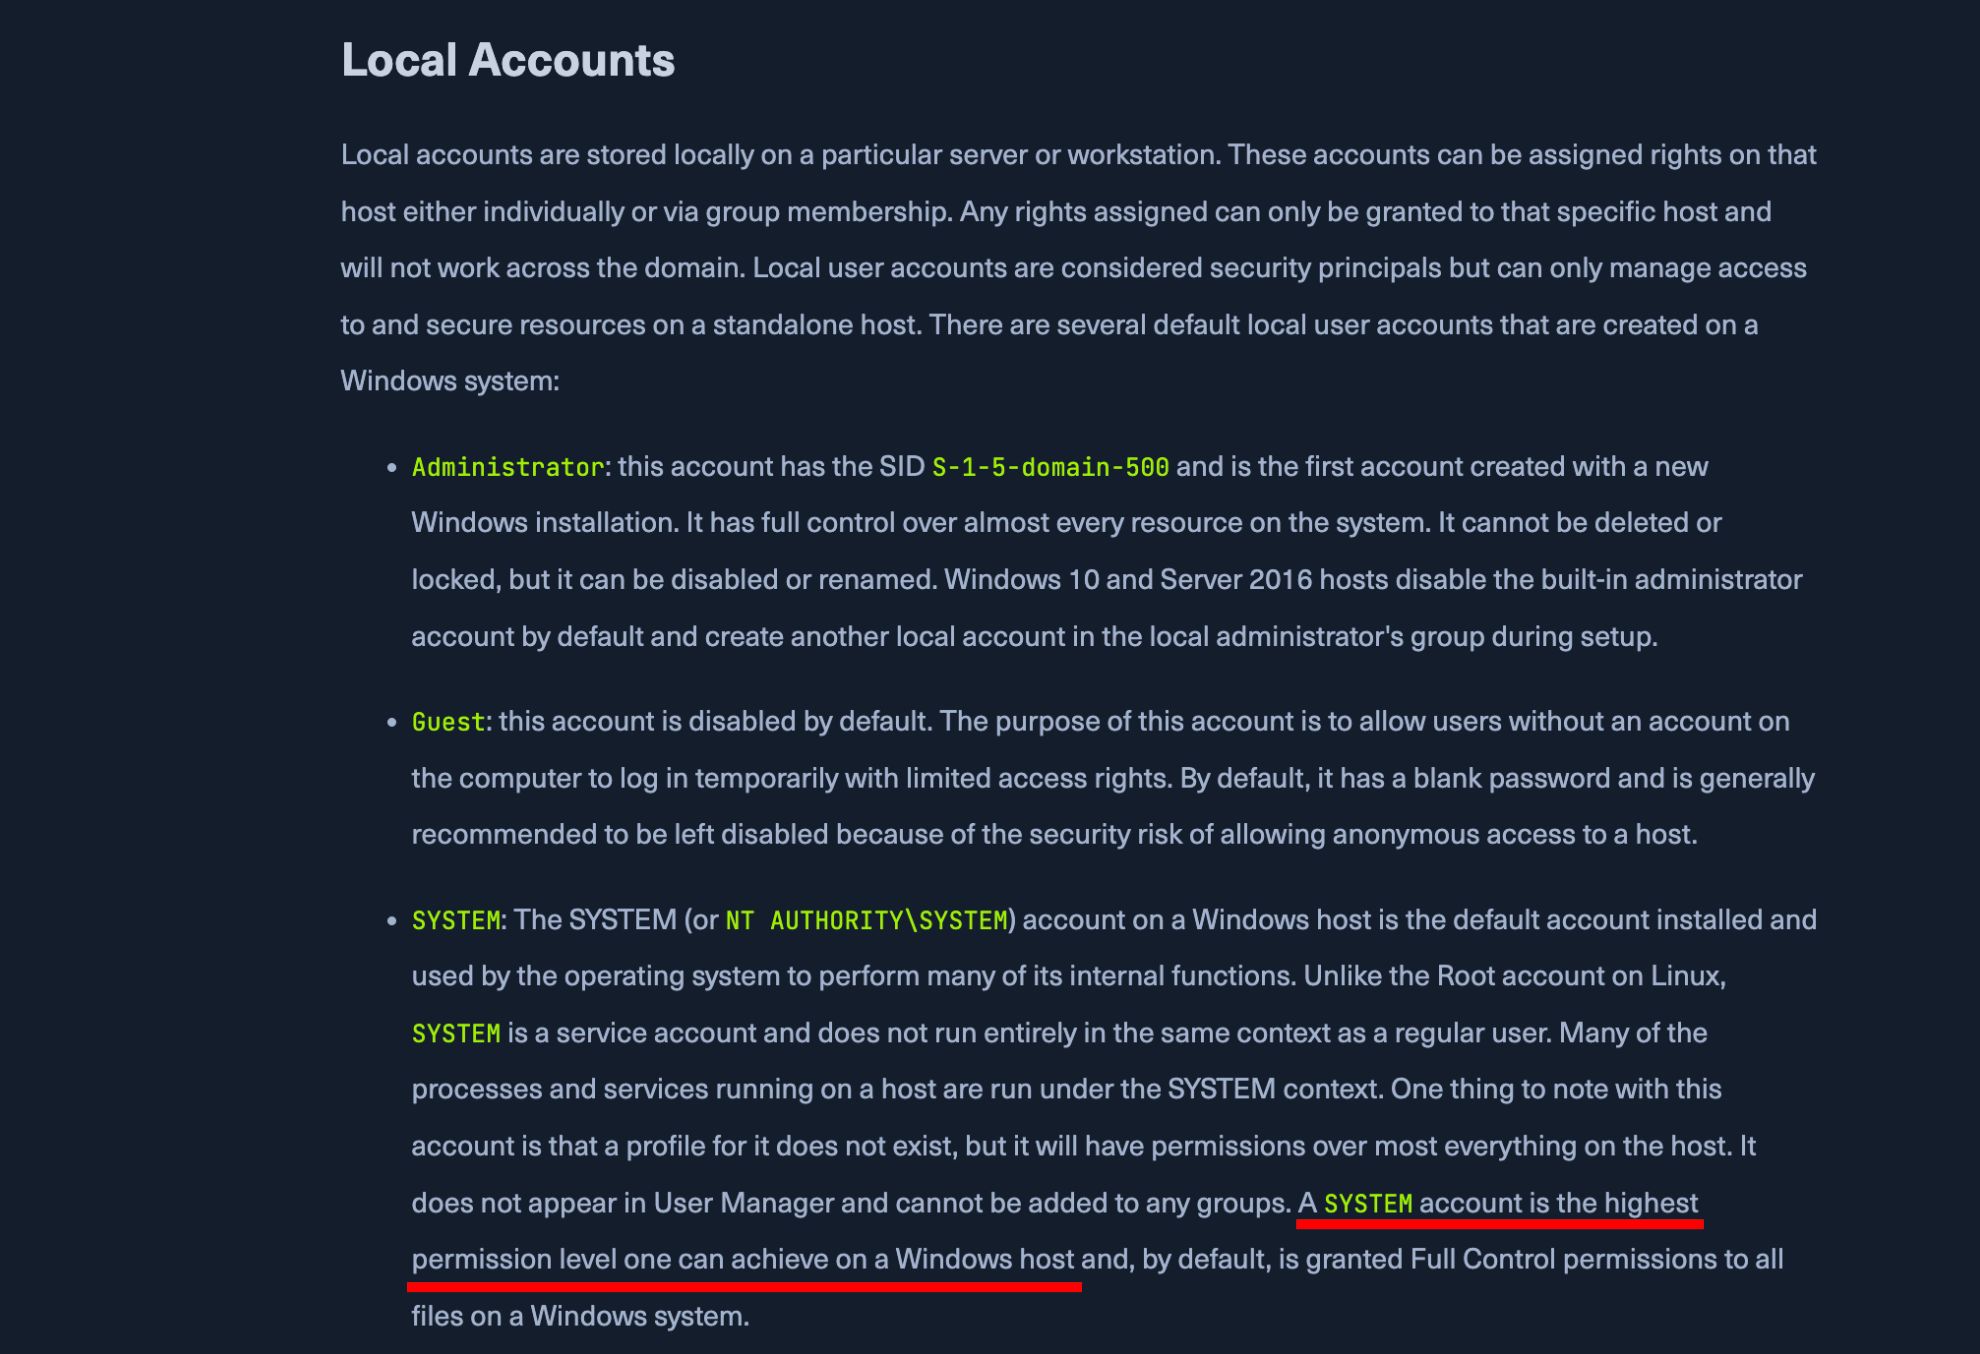 Local Accounts
Local accounts are stored locally on a particular server or workstation. These accounts can be assigned rights on that
host either individually or via group membership. Any rights assigned can only be granted to that specific host and
will not work across the domain. Local user accounts are considered security principals but can only manage access
to and secure resources on a standalone host. There are several default local user accounts that are created on a
Windows system:
• Administrator: this account has the SID S-1-5-domain-500 and is the first account created with a new
Windows installation. It has full control over almost every resource on the system. It cannot be deleted or
locked, but it can be disabled or renamed. Windows 10 and Server 2016 hosts disable the built-in administrator
account by default and create another local account in the local administrator's group during setup.
• Guest: this account is disabled by default. The purpose of this account is to allow users without an account on
the computer to log in temporarily with limited access rights. By default, it has a blank password and is generally
recommended to be left disabled because of the security risk of allowing anonymous access to a host.
• SYSTEM: The SYSTEM (or NT AUTHORITY\SYSTEM) account on a Windows host is the default account installed and
used by the operating system to perform many of its internal functions. Unlike the Root account on Linux,
SYSTEM is a service account and does not run entirely in the same context as a regular user. Many of the
processes and services running on a host are run under the SYSTEM context. One thing to note with this
account is that a profile for it does not exist, but it will have permissions over most everything on the host. It
does not appear in User Manager and cannot be added to any groups. A SYSTEM account is the highest
permission level one can achieve on a Windows host and, by default, is granted Full Control permissions to all
files on a Windows system.